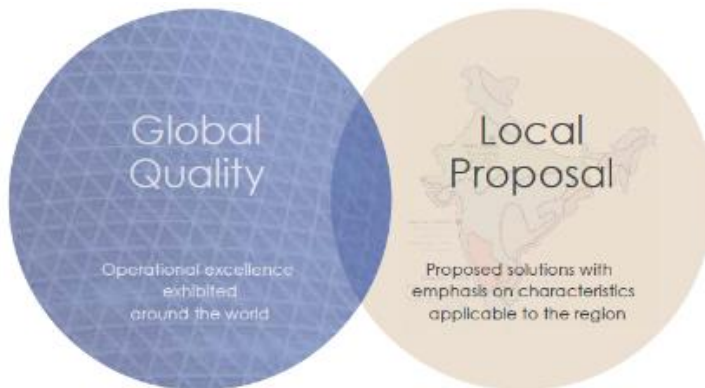 Global
Quality
Operational excellence
exhibited
around the world
Local
Proposal
Proposed solutions with
emphasis on characteristics
applicable to the region